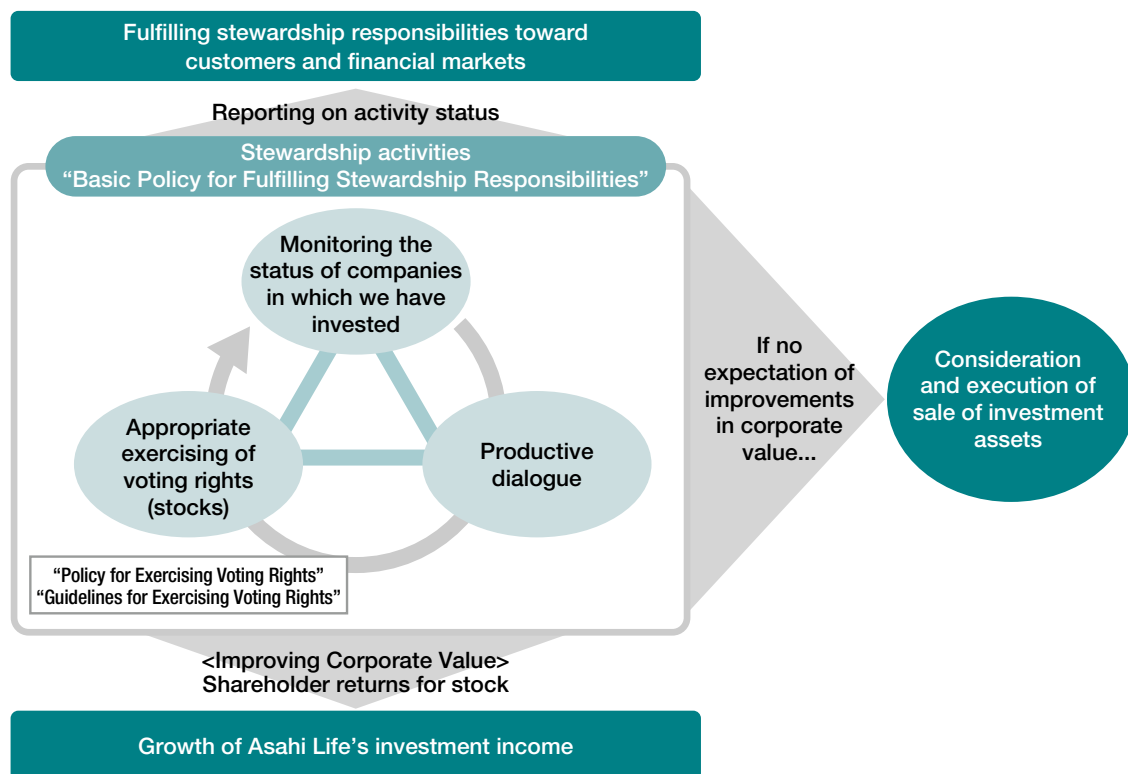 Fulfilling stewardship responsibilities toward
customers and financial markets
Reporting on activity status
Stewardship activities
“Basic Policy for Fulfilling Stewardship Responsibilities”
Monitoring the
status of companies
in which we have
invested
Appropriate
exercising of
voting rights
(stocks)
Productive
dialogue
“Policy for Exercising Voting Rights”
“Guidelines for Exercising Voting Rights”
If no
expectation of
improvements
in corporate
value...
Consideration
and execution of
sale of investment
assets
<Improving Corporate Value>
Shareholder returns for stock
Growth of Asahi Life’s investment income